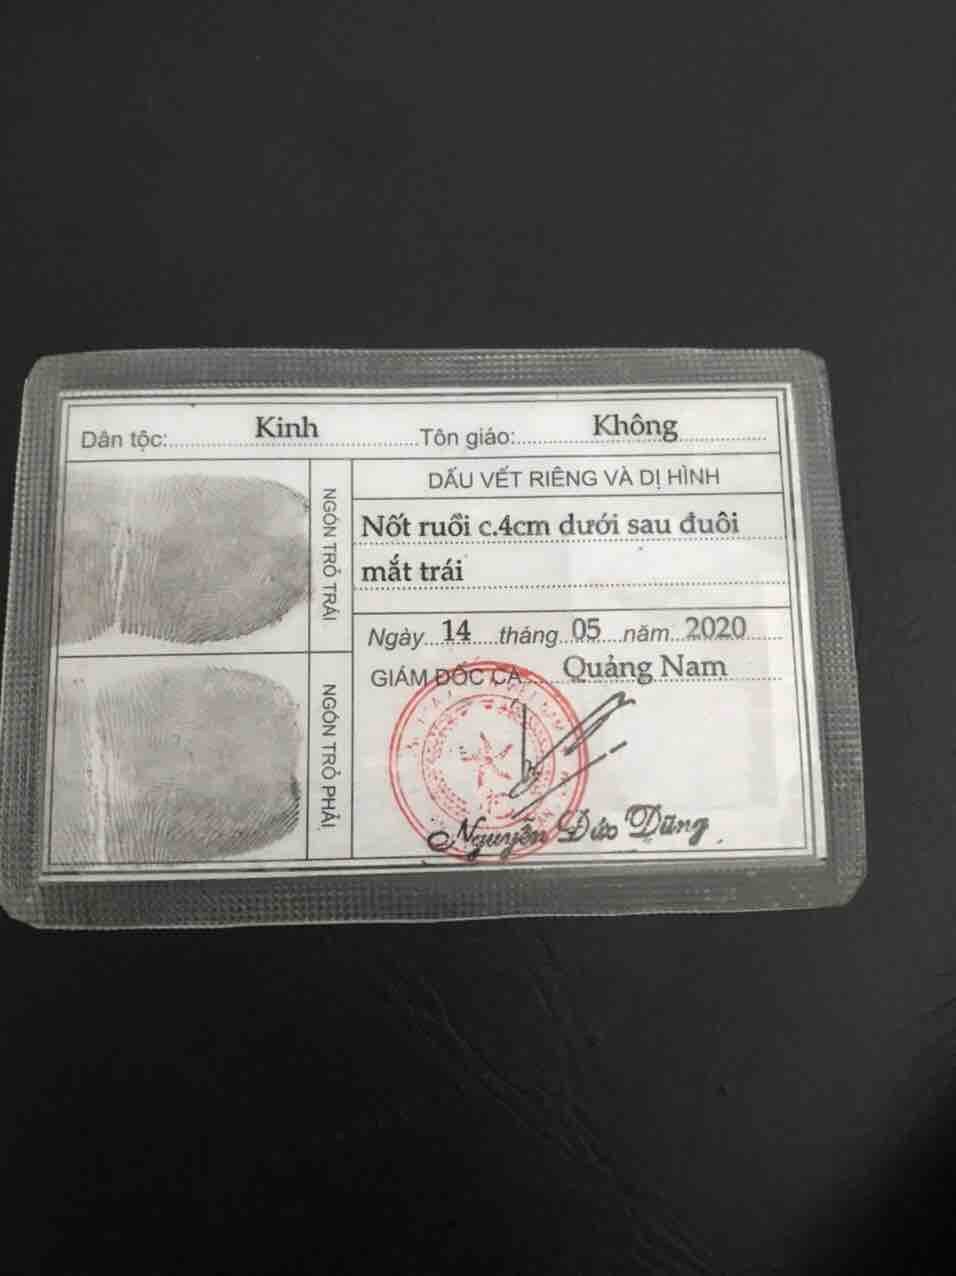 Dân tộc: Kinh Tôn giáo: Không
NGÓN TRỎ TRÁI
DẤU VẾT RIÊNG VÀ DỊ HÌNH
Nốt ruồi c.4cm dưới sau đuôi
mắt trái
Ngày 14 tháng 05 năm 2020
GIÁM ĐỐC CA Quảng Nam
NGÓN TRỎ PHẢI
Nguyễn Đức Dũng